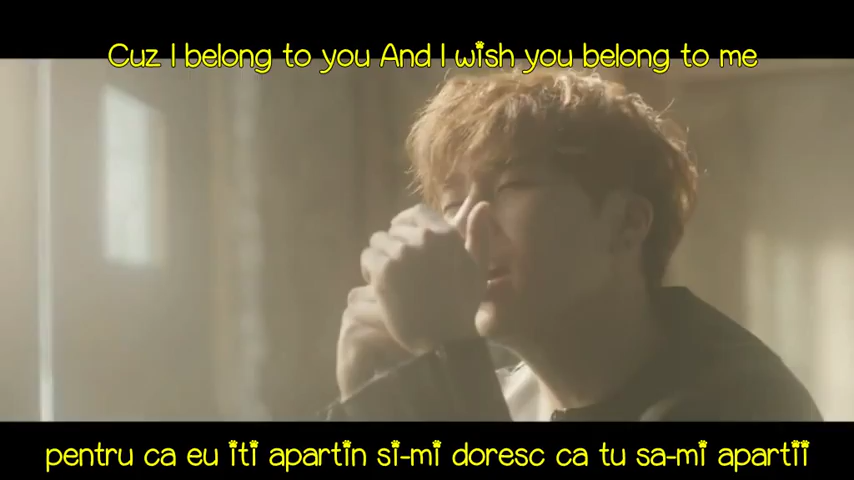 Cuz I belong to you And I wish you belong to me
pentru ca eu iti apartin si-mi doresc ca tu sa-mi apartii